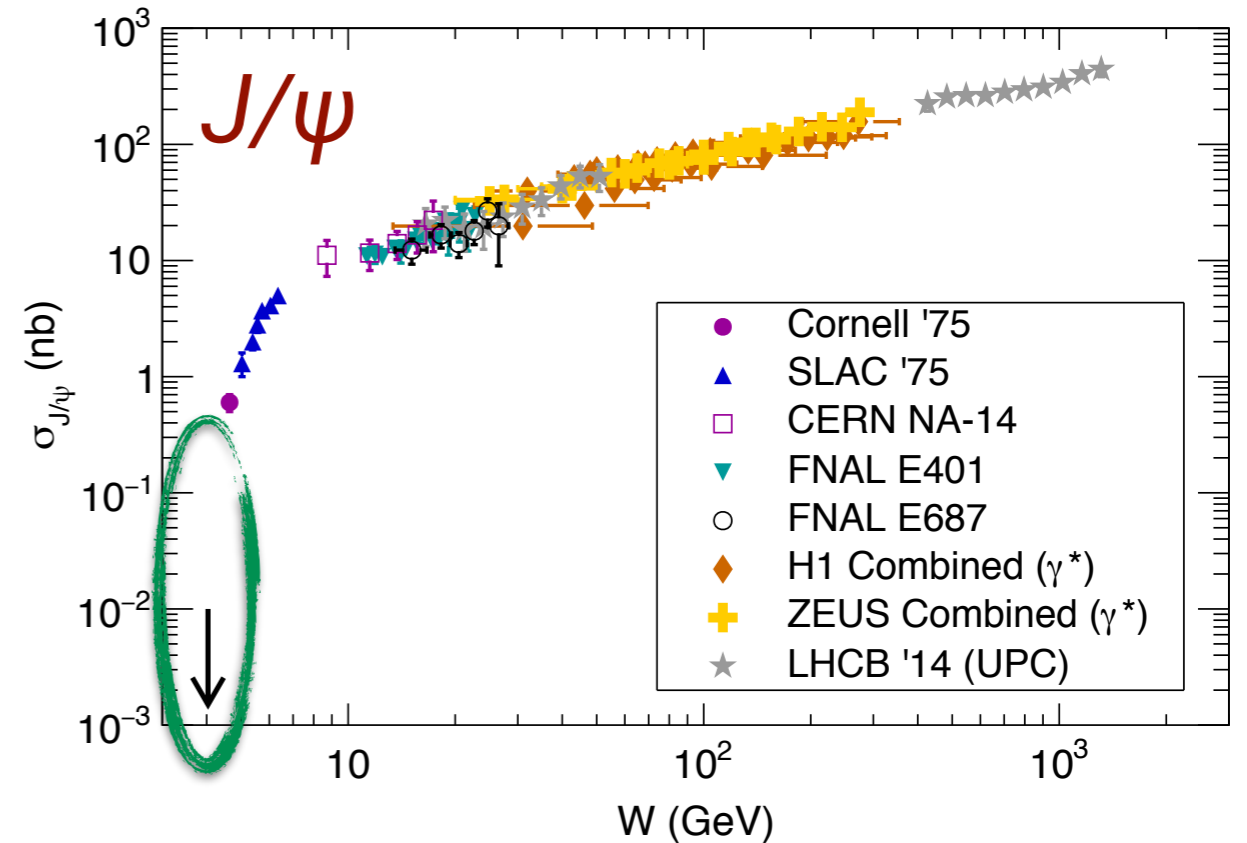 J/ψ
10³
10²
10
1
10⁻¹
10⁻²
10⁻³
σ_J/ψ (nb)
Cornell '75
SLAC '75
CERN NA-14
FNAL E401
FNAL E687
H1 Combined (γ*)
ZEUS Combined (γ*)
LHCB '14 (UPC)
10 10² 10³
W (GeV)